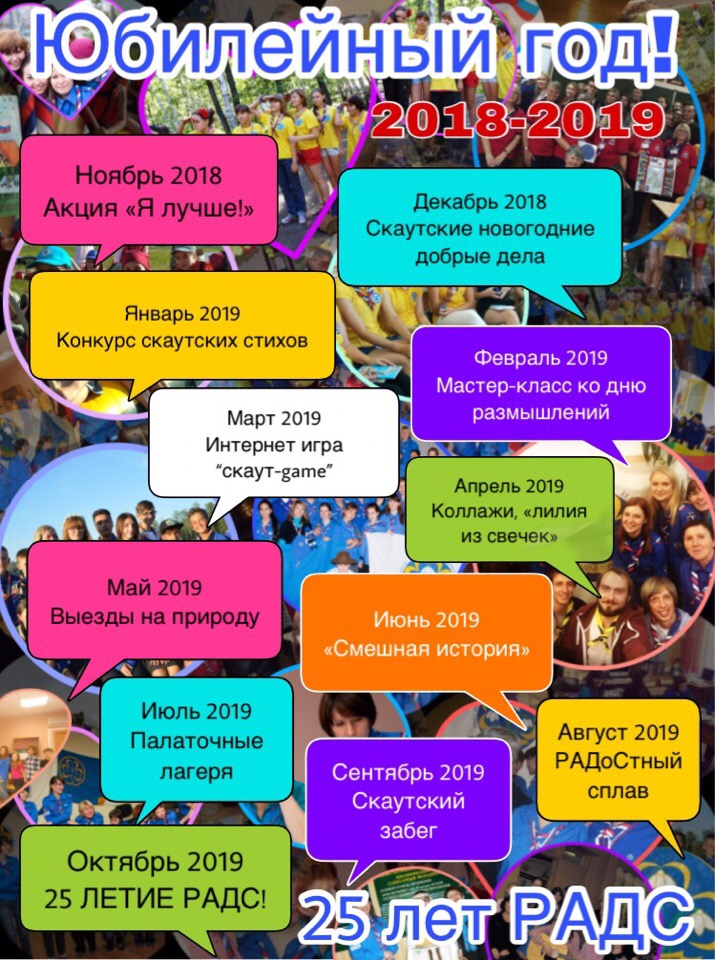 Юбилейный год!
2018-2019
Ноябрь 2018
Акция «Я лучше!»
Декабрь 2018
Скаутские новогодние
добрые дела
Январь 2019
Конкурс скаутских стихов
Февраль 2019
Мастер-класс ко дню
размышлений
Март 2019
Интернет игра
“скаут-game”
Апрель 2019
Коллажи, «лилия
из свечек»
Май 2019
Выезды на природу
Июнь 2019
«Смешная история»
Июль 2019
Палаточные
лагеря
Август 2019
РАДоСтный
сплав
Сентябрь 2019
Скаутский
забег
Октябрь 2019
25 ЛЕТИЕ РАДС!
25 лет РАДС